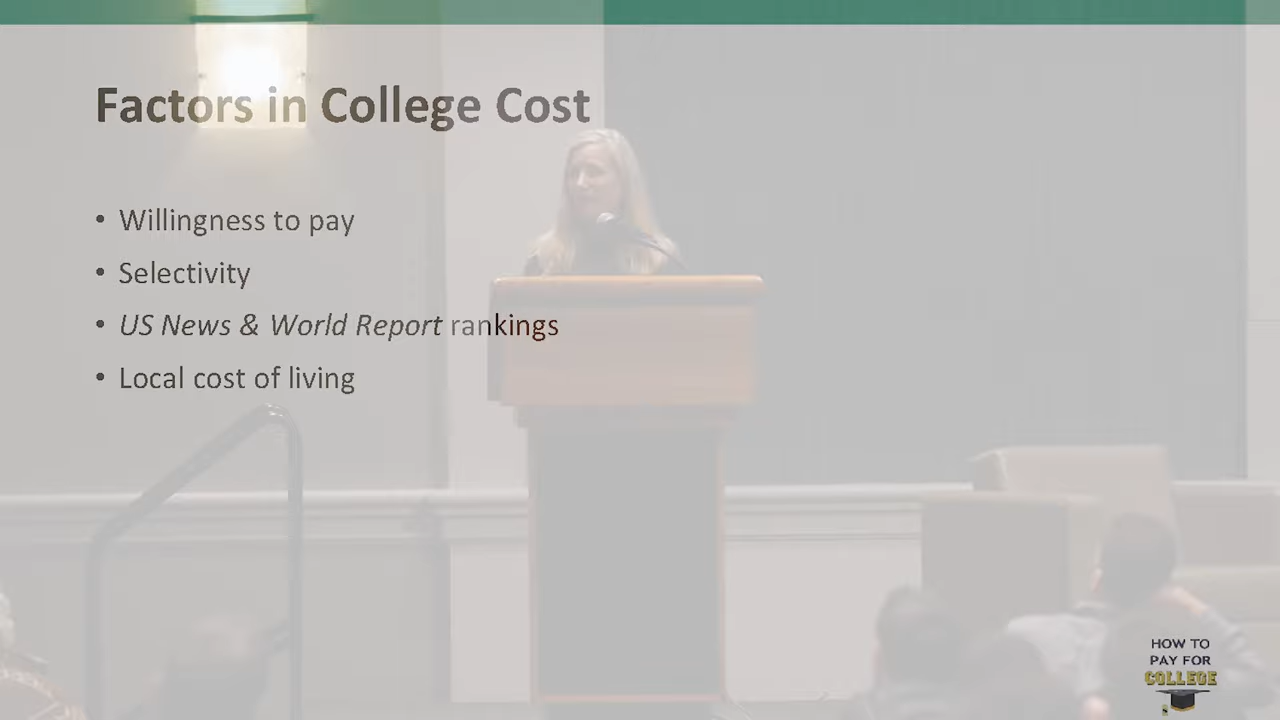 Factors in College Cost
• Willingness to pay
• Selectivity
• US News & World Report rankings
• Local cost of living
HOW TO
PAY FOR
COLLEGE